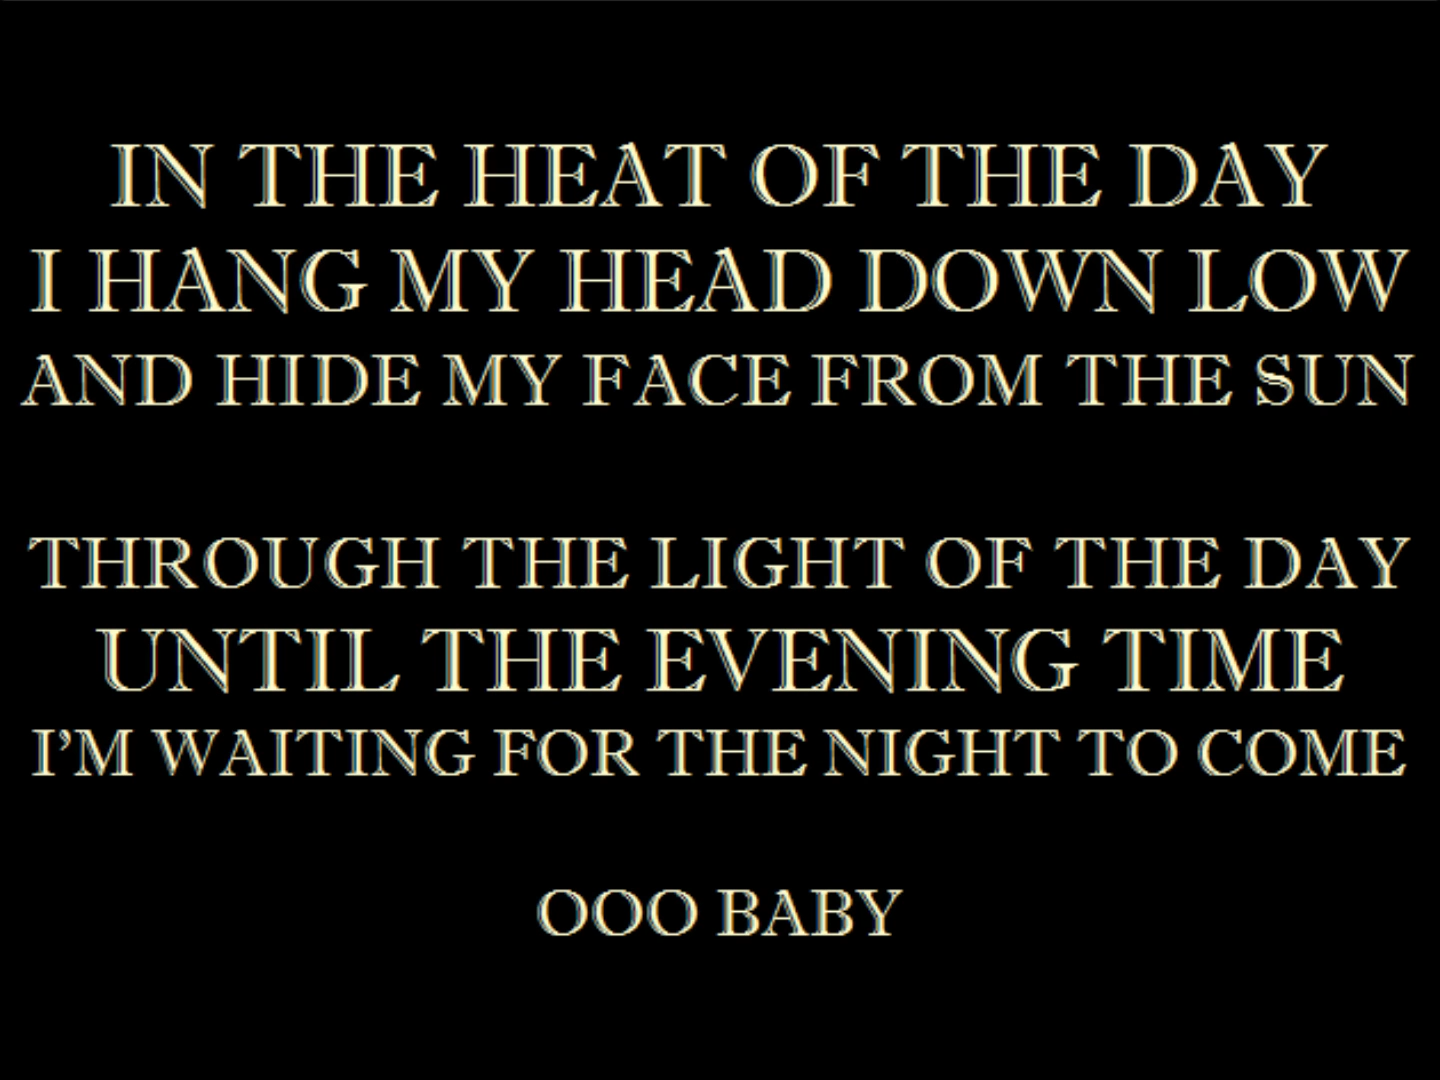 IN THE HEAT OF THE DAY
I HANG MY HEAD DOWN LOW
AND HIDE MY FACE FROM THE SUN
THROUGH THE LIGHT OF THE DAY
UNTIL THE EVENING TIME
I’M WAITING FOR THE NIGHT TO COME
OOO BABY